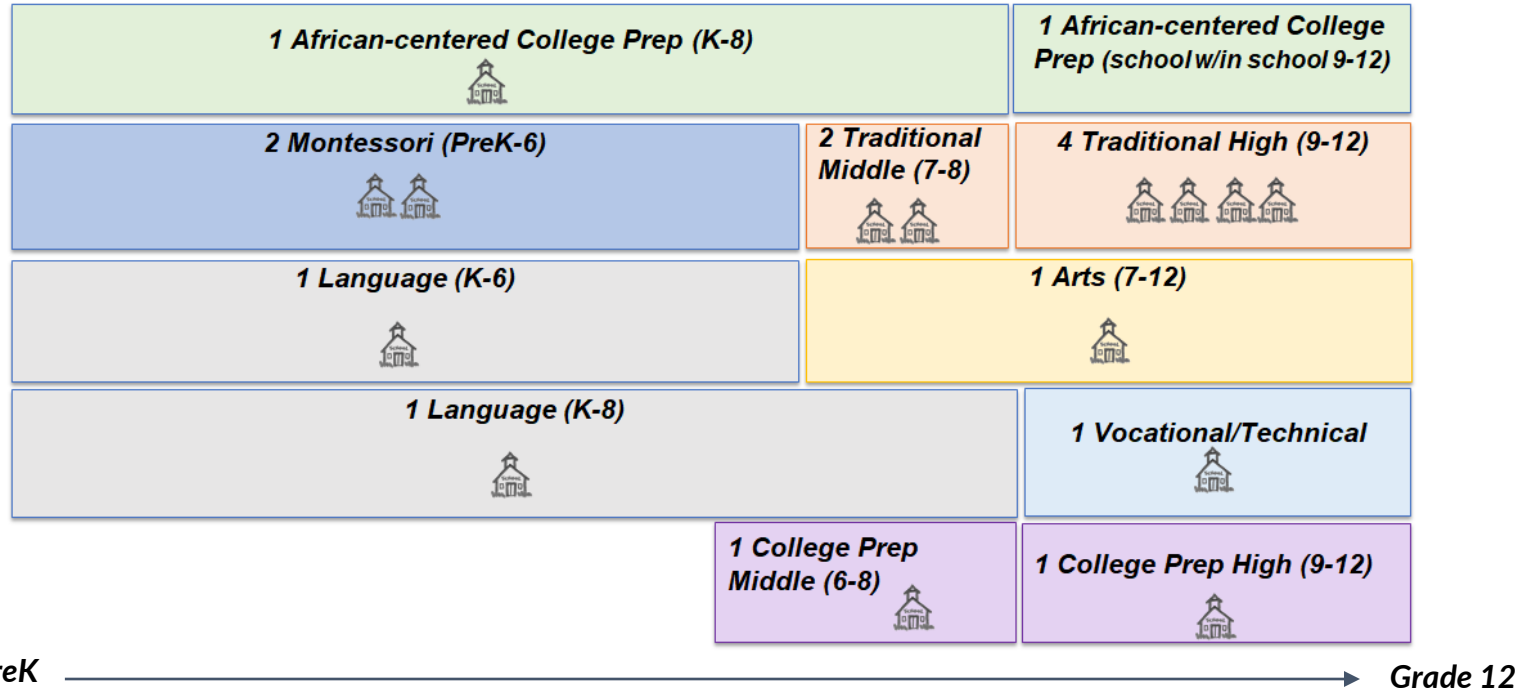 1 African-centered College Prep (K-8)
1 African-centered College
Prep (school w/in school 9-12)
2 Montessori (PreK-6)
2 Traditional
Middle (7-8)
4 Traditional High (9-12)
1 Language (K-6)
1 Arts (7-12)
1 Language (K-8)
1 Vocational/Technical
1 College Prep
Middle (6-8)
1 College Prep High (9-12)
reK
Grade 12